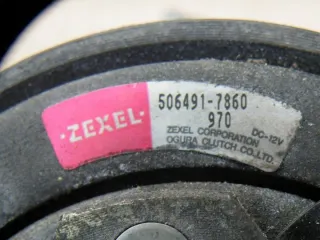 ·ZEXEL·
506491-7860
970
DC-12V
ZEXEL CORPORATION
OGURA CLUTCH CO.,LTD.